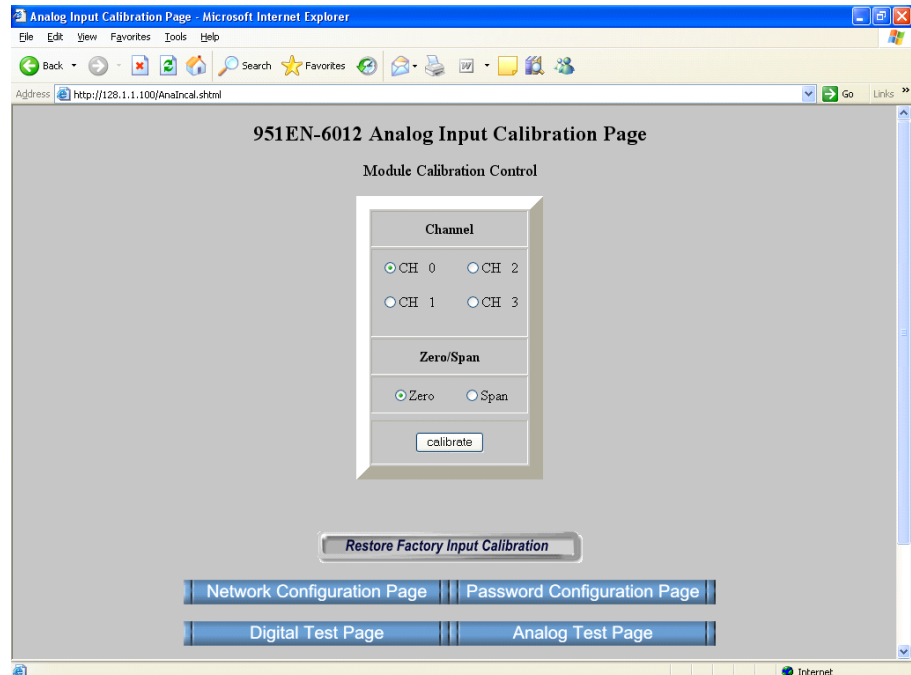 Analog Input Calibration Page - Microsoft Internet Explorer
File Edit View Favorites Tools Help
Back Search Favorites
Address http://128.1.1.100/AnaIncal.shtml Go Links »
951EN-6012 Analog Input Calibration Page
Module Calibration Control
Channel
CH 0 CH 2
CH 1 CH 3
Zero/Span
Zero Span
calibrate
Restore Factory Input Calibration
Network Configuration Page Password Configuration Page
Digital Test Page Analog Test Page
Internet